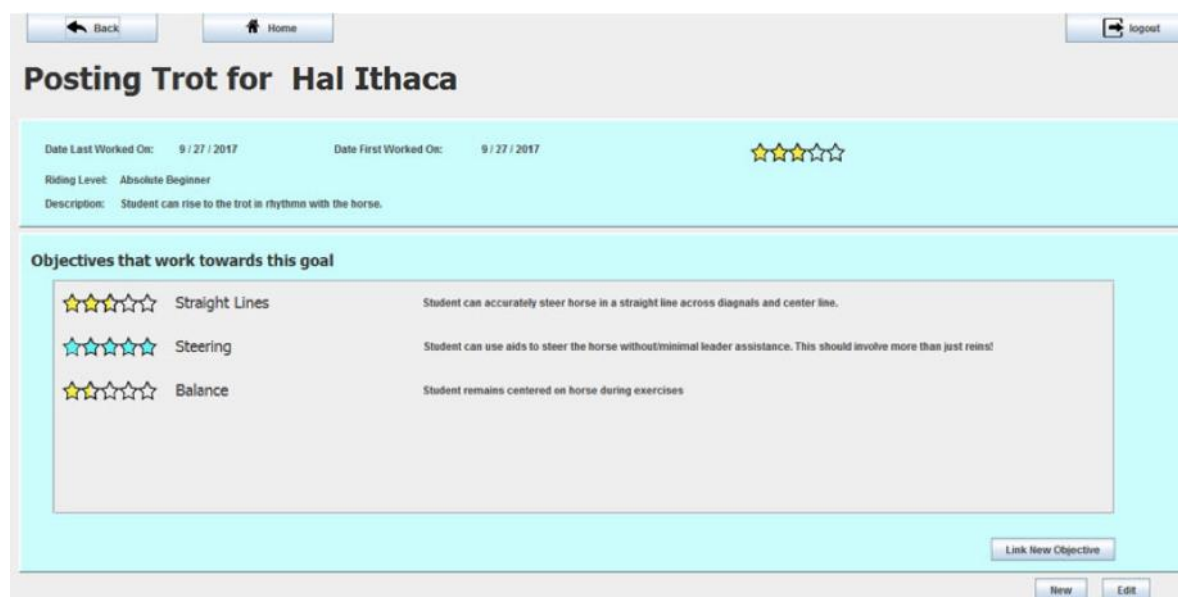 Back Home logout
Posting Trot for Hal Ithaca
Date Last Worked On: 9 / 27 / 2017 Date First Worked On: 9 / 27 / 2017
Riding Level: Absolute Beginner
Description: Student can rise to the trot in rhythmn with the horse.
Objectives that work towards this goal
Straight Lines Student can accurately steer horse in a straight line across diagnals and center line.
Steering Student can use aids to steer the horse without/minimal leader assistance. This should involve more than just reins!
Balance Student remains centered on horse during exercises
Link New Objective
New Edit